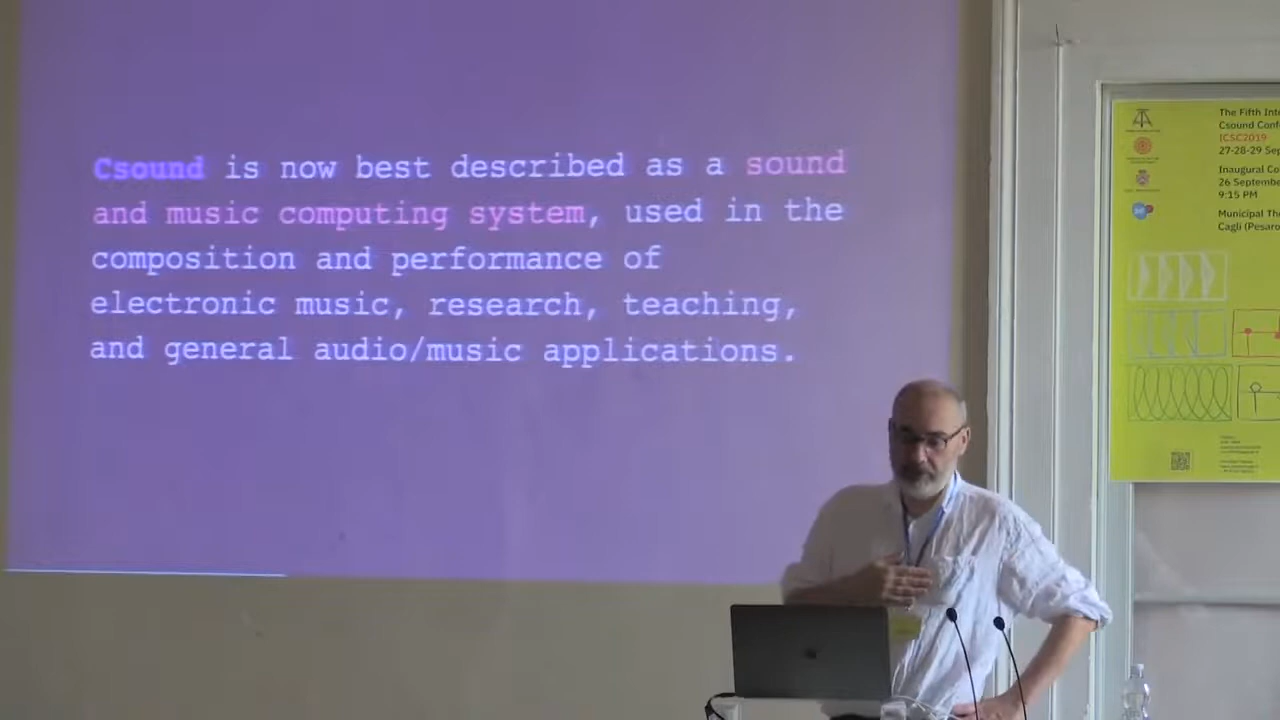 Csound is now best described as a sound
and music computing system, used in the
composition and performance of
electronic music, research, teaching,
and general audio/music applications.
The Fifth Inte
Csound Confe
ICSC2019
27-28-29 Sep
Inaugural Co
26 Septembe
9:15 PM
Municipal The
Cagli (Pesaro